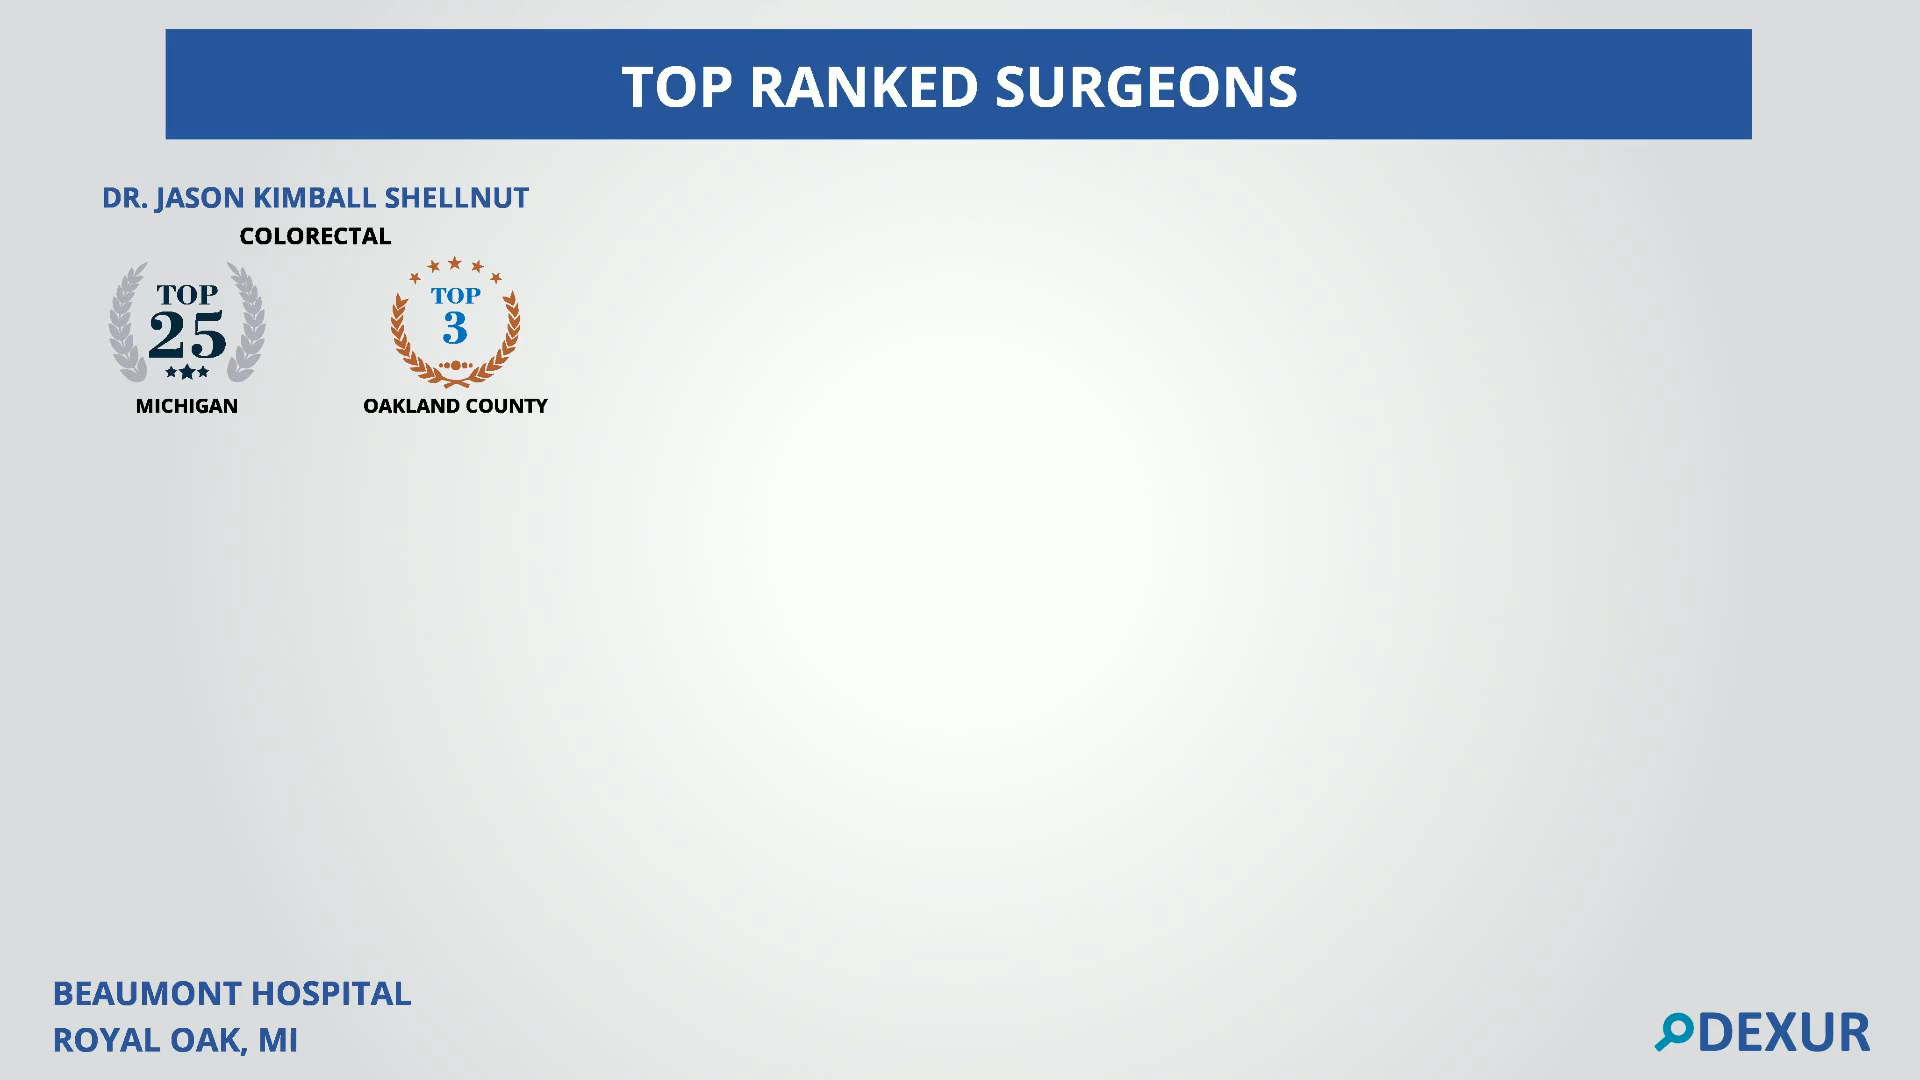 TOP RANKED SURGEONS
DR. JASON KIMBALL SHELLNUT
COLORECTAL
TOP
25
MICHIGAN
TOP
3
OAKLAND COUNTY
BEAUMONT HOSPITAL
ROYAL OAK, MI
DEXUR